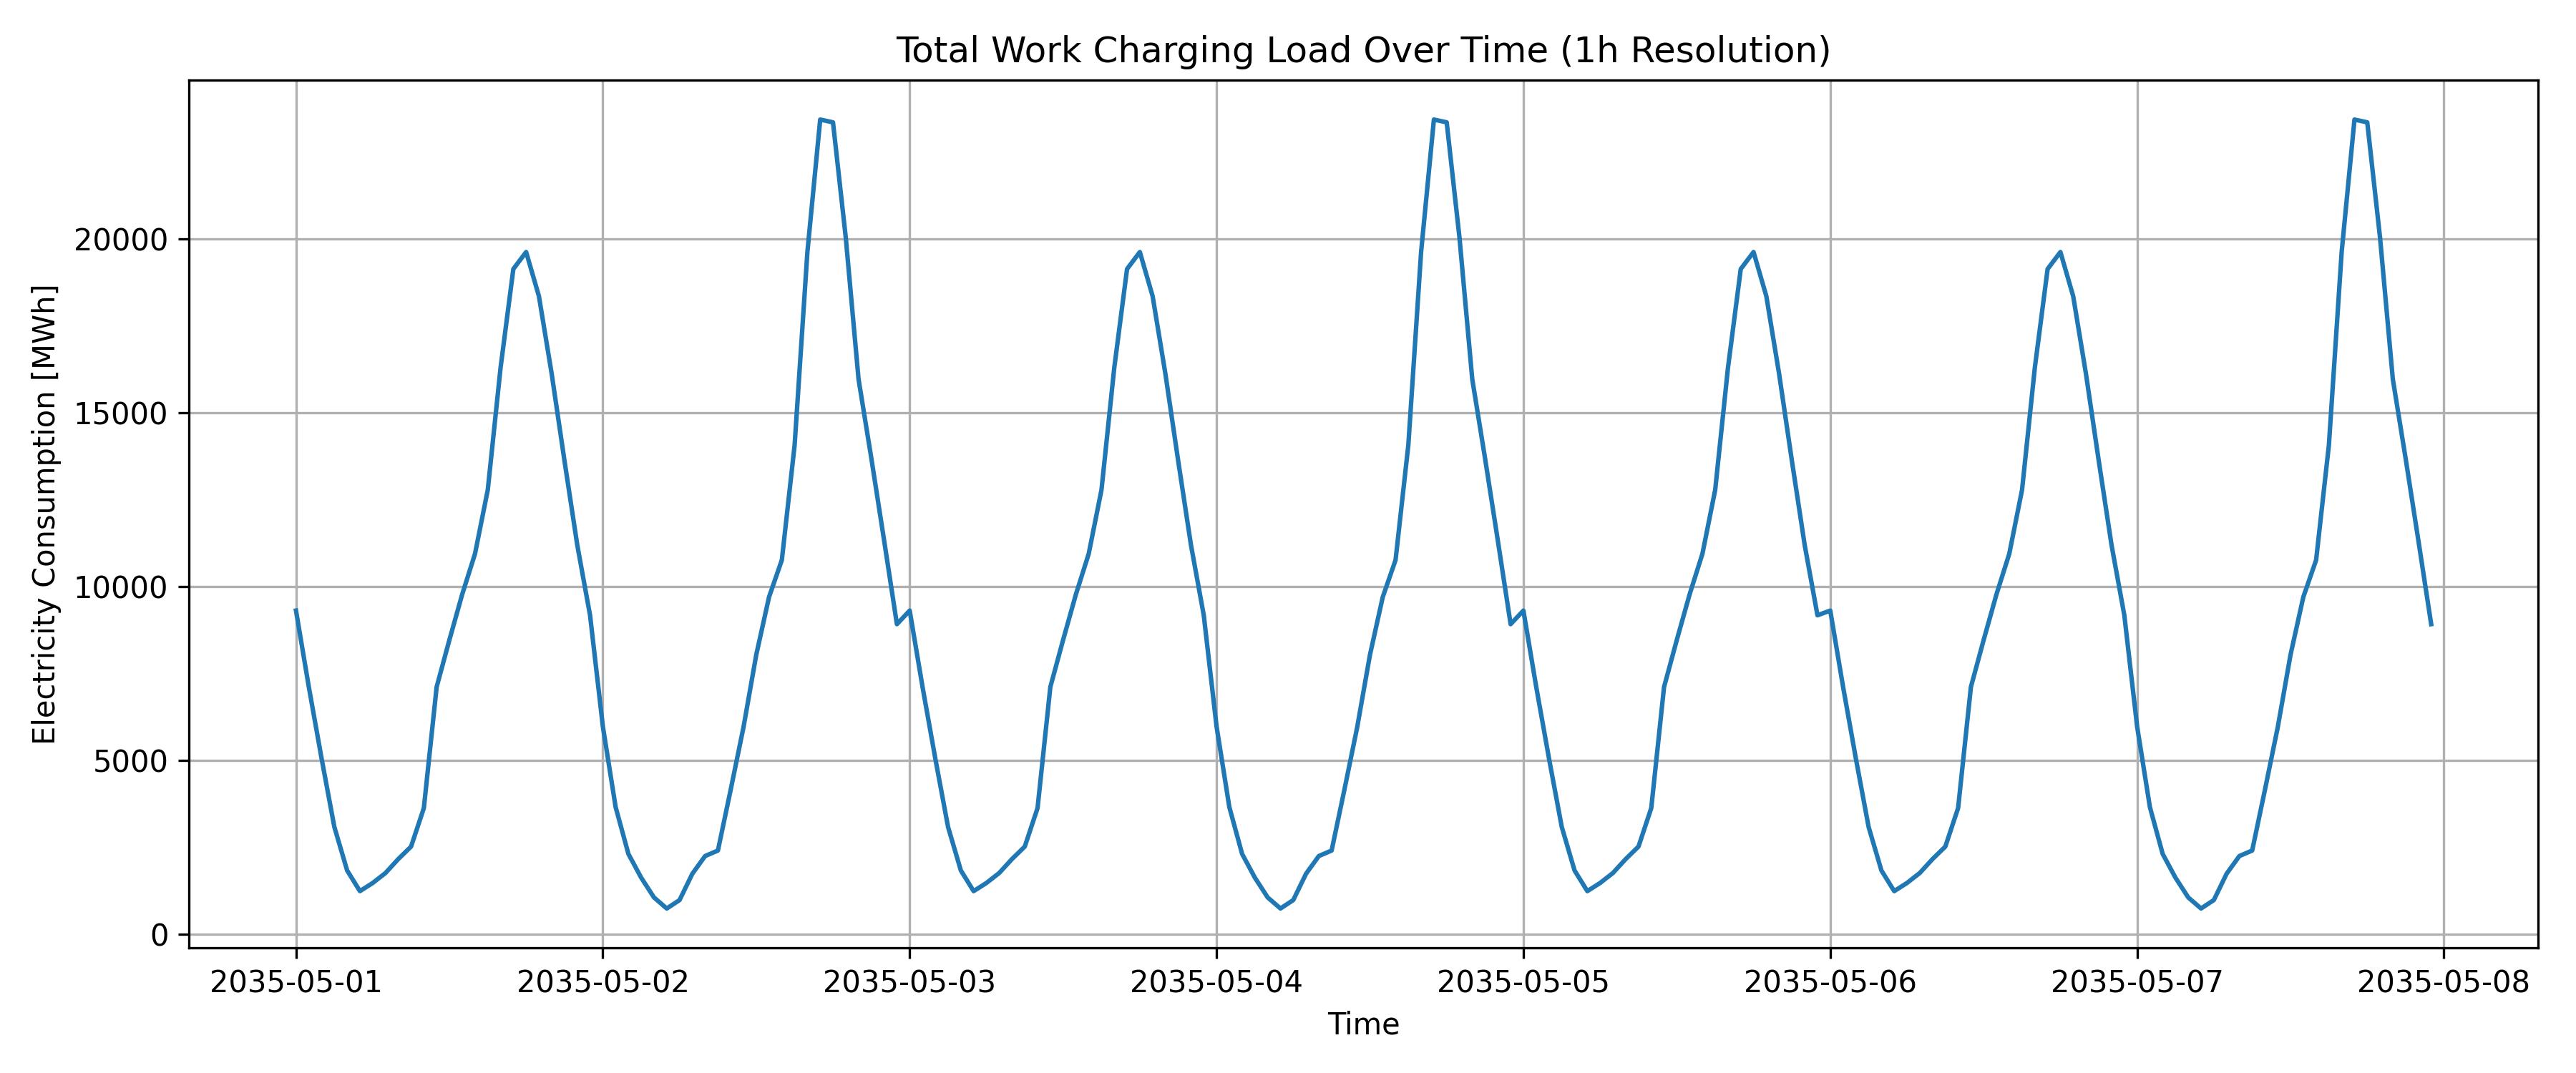 Total Work Charging Load Over Time (1h Resolution)
Electricity Consumption [MWh]
20000
15000
10000
5000
0
2035-05-01 2035-05-02 2035-05-03 2035-05-04 2035-05-05 2035-05-06 2035-05-07 2035-05-08
Time